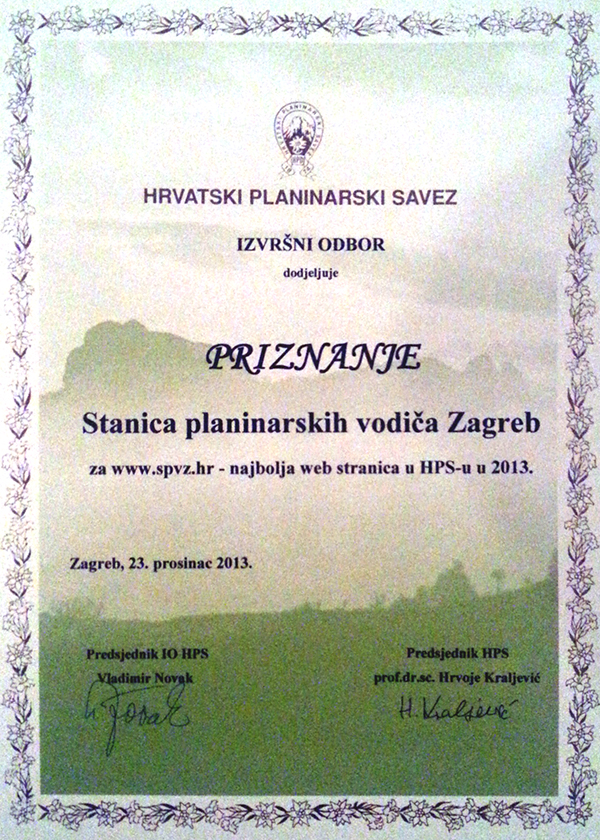 HRVATSKI PLANINARSKI SAVEZ
IZVRŠNI ODBOR
dodjeljuje
PRIZNANJE
Stanica planinarskih vodiča Zagreb
za www.spvz.hr - najbolja web stranica u HPS-u u 2013.
Zagreb, 23. prosinac 2013.
Predsjednik IO HPS
Vladimir Novak
Predsjednik HPS
prof.dr.sc. Hrvoje Kraljević
H. Kraljević